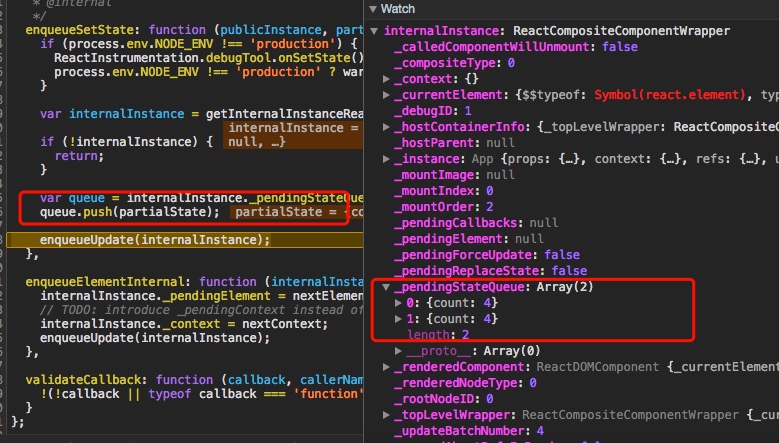 * @internal
*/
enqueueSetState: function (publicInstance, part
if (process.env.NODE_ENV !== 'production') {
ReactInstrumentation.debugTool.onSetState()
process.env.NODE_ENV !== 'production' ? war
}
var internalInstance = getInternalInstanceRea
internalInstance =
if (!internalInstance) { null, …}
return;
}
var queue = internalInstance._pendingStateQue
queue.push(partialState); partialState = {co
enqueueUpdate(internalInstance);
},
enqueueElementInternal: function (internalInsta
internalInstance._pendingElement = nextElemen
// TODO: introduce _pendingContext instead of
internalInstance._context = nextContext;
enqueueUpdate(internalInstance);
},
validateCallback: function (callback, callerNam
!(!callback || typeof callback === 'function'
}
};
Watch
internalInstance: ReactCompositeComponentWrapper
_calledComponentWillUnmount: false
_compositeType: 0
_context: {}
_currentElement: {$$typeof: Symbol(react.element), typ
_debugID: 1
_hostContainerInfo: {_topLevelWrapper: ReactComposite
_hostParent: null
_instance: App {props: {…}, context: {…}, refs: {…}, u
_mountImage: null
_mountIndex: 0
_mountOrder: 2
_pendingCallbacks: null
_pendingElement: null
_pendingForceUpdate: false
_pendingReplaceState: false
_pendingStateQueue: Array(2)
0: {count: 4}
1: {count: 4}
length: 2
__proto__: Array(0)
_renderedComponent: ReactDOMComponent {_currentElement
_renderedNodeType: 0
_rootNodeID: 0
_topLevelWrapper: ReactCompositeComponentWrapper {_cu
_updateBatchNumber: 4